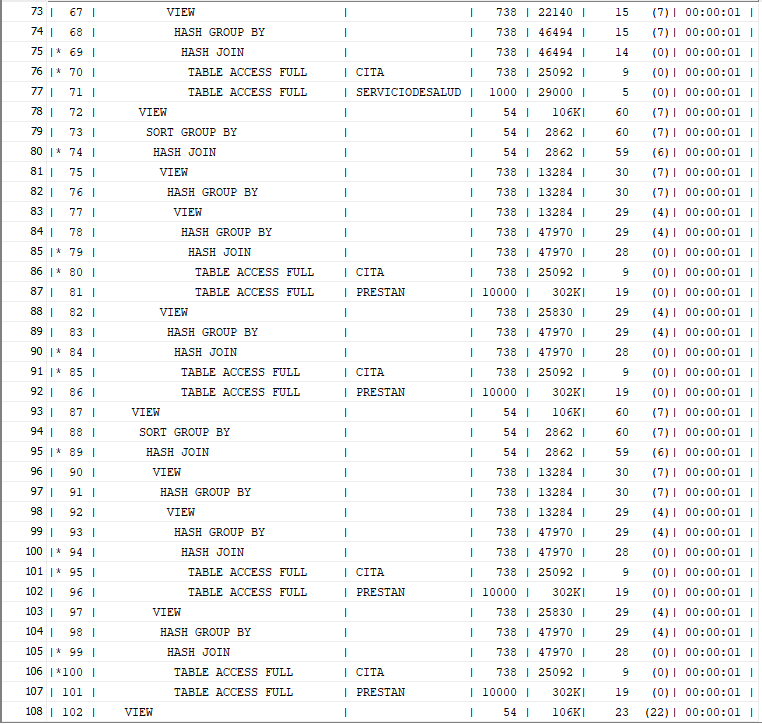 73 |  67 |          VIEW                     |                 |   738 | 22140 |    15   (7)| 00:00:01 |
74 |  68 |           HASH GROUP BY           |                 |   738 | 46494 |    15   (7)| 00:00:01 |
75 |* 69 |            HASH JOIN              |                 |   738 | 46494 |    14   (0)| 00:00:01 |
76 |* 70 |             TABLE ACCESS FULL     | CITA            |   738 | 25092 |     9   (0)| 00:00:01 |
77 |  71 |             TABLE ACCESS FULL     | SERVICIODESALUD |  1000 | 29000 |     5   (0)| 00:00:01 |
78 |  72 |      VIEW                         |                 |    54 |   106K|    60   (7)| 00:00:01 |
79 |  73 |       SORT GROUP BY               |                 |    54 |  2862 |    60   (7)| 00:00:01 |
80 |* 74 |        HASH JOIN                  |                 |    54 |  2862 |    59   (6)| 00:00:01 |
81 |  75 |         VIEW                      |                 |   738 | 13284 |    30   (7)| 00:00:01 |
82 |  76 |          HASH GROUP BY            |                 |   738 | 13284 |    30   (7)| 00:00:01 |
83 |  77 |           VIEW                    |                 |   738 | 13284 |    29   (4)| 00:00:01 |
84 |  78 |            HASH GROUP BY          |                 |   738 | 47970 |    29   (4)| 00:00:01 |
85 |* 79 |             HASH JOIN             |                 |   738 | 47970 |    28   (0)| 00:00:01 |
86 |* 80 |              TABLE ACCESS FULL    | CITA            |   738 | 25092 |     9   (0)| 00:00:01 |
87 |  81 |              TABLE ACCESS FULL    | PRESTAN         | 10000 |   302K|    19   (0)| 00:00:01 |
88 |  82 |         VIEW                      |                 |   738 | 25830 |    29   (4)| 00:00:01 |
89 |  83 |          HASH GROUP BY            |                 |   738 | 47970 |    29   (4)| 00:00:01 |
90 |* 84 |           HASH JOIN               |                 |   738 | 47970 |    28   (0)| 00:00:01 |
91 |* 85 |            TABLE ACCESS FULL      | CITA            |   738 | 25092 |     9   (0)| 00:00:01 |
92 |  86 |            TABLE ACCESS FULL      | PRESTAN         | 10000 |   302K|    19   (0)| 00:00:01 |
93 |  87 |     VIEW                          |                 |    54 |   106K|    60   (7)| 00:00:01 |
94 |  88 |      SORT GROUP BY                |                 |    54 |  2862 |    60   (7)| 00:00:01 |
95 |* 89 |       HASH JOIN                   |                 |    54 |  2862 |    59   (6)| 00:00:01 |
96 |  90 |        VIEW                       |                 |   738 | 13284 |    30   (7)| 00:00:01 |
97 |  91 |         HASH GROUP BY             |                 |   738 | 13284 |    30   (7)| 00:00:01 |
98 |  92 |          VIEW                     |                 |   738 | 13284 |    29   (4)| 00:00:01 |
99 |  93 |           HASH GROUP BY           |                 |   738 | 47970 |    29   (4)| 00:00:01 |
100 |* 94 |            HASH JOIN              |                 |   738 | 47970 |    28   (0)| 00:00:01 |
101 |* 95 |             TABLE ACCESS FULL     | CITA            |   738 | 25092 |     9   (0)| 00:00:01 |
102 |  96 |             TABLE ACCESS FULL     | PRESTAN         | 10000 |   302K|    19   (0)| 00:00:01 |
103 |  97 |        VIEW                       |                 |   738 | 25830 |    29   (4)| 00:00:01 |
104 |  98 |         HASH GROUP BY             |                 |   738 | 47970 |    29   (4)| 00:00:01 |
105 |* 99 |          HASH JOIN                |                 |   738 | 47970 |    28   (0)| 00:00:01 |
106 |*100 |           TABLE ACCESS FULL       | CITA            |   738 | 25092 |     9   (0)| 00:00:01 |
107 | 101 |           TABLE ACCESS FULL       | PRESTAN         | 10000 |   302K|    19   (0)| 00:00:01 |
108 | 102 |    VIEW                           |                 |    54 |   106K|    23  (22)| 00:00:01 |